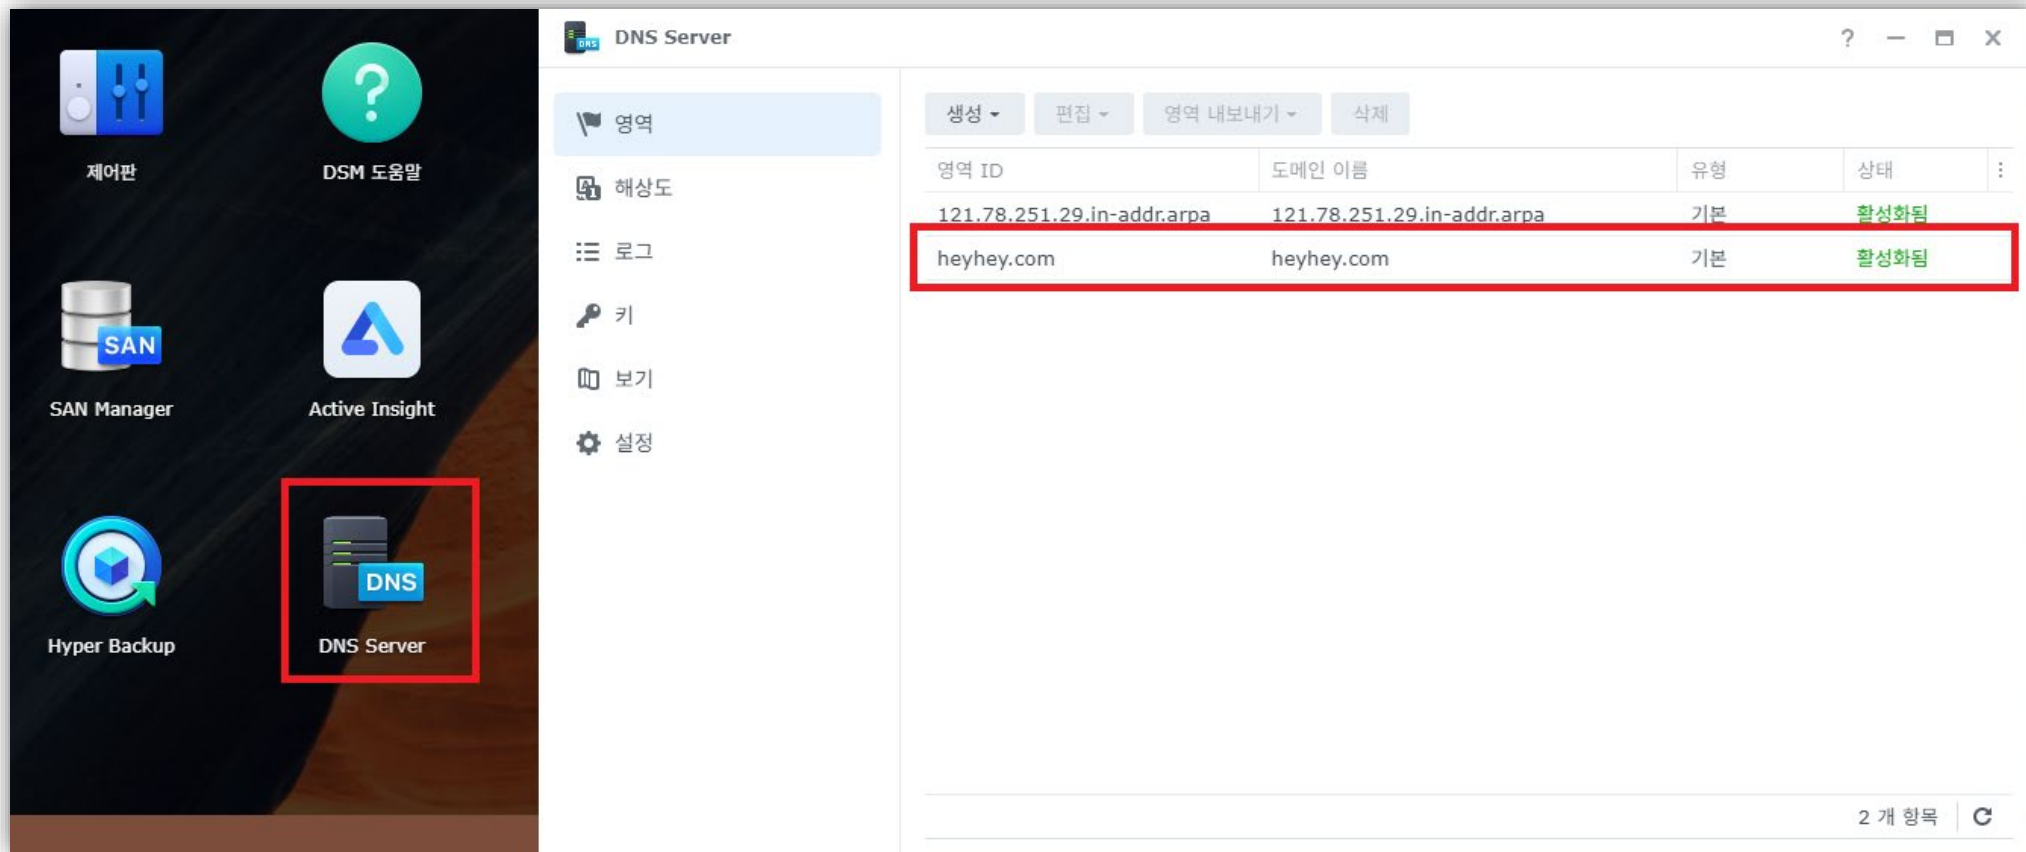 제어판
DSM 도움말
SAN
SAN Manager
Active Insight
DNS
Hyper Backup
DNS Server
DNS
DNS Server
?
영역
해상도
로그
키
보기
설정
생성
편집
영역 내보내기
삭제
영역 ID
도메인 이름
유형
상태
121.78.251.29.in-addr.arpa
121.78.251.29.in-addr.arpa
기본
활성화됨
heyhey.com
heyhey.com
기본
활성화됨
2 개 항목